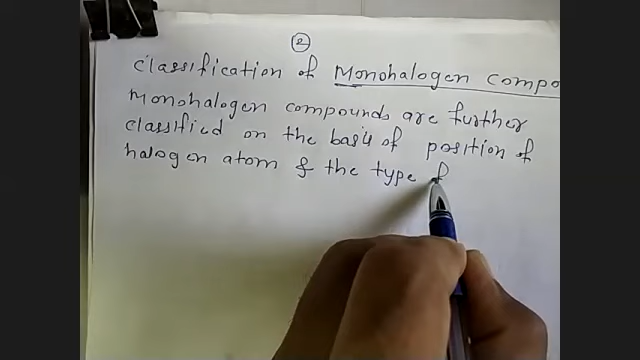 2
Classification of Monohalogen Compo
Monohalogen compounds are further
classified on the basis of position of
halogen atom & the type